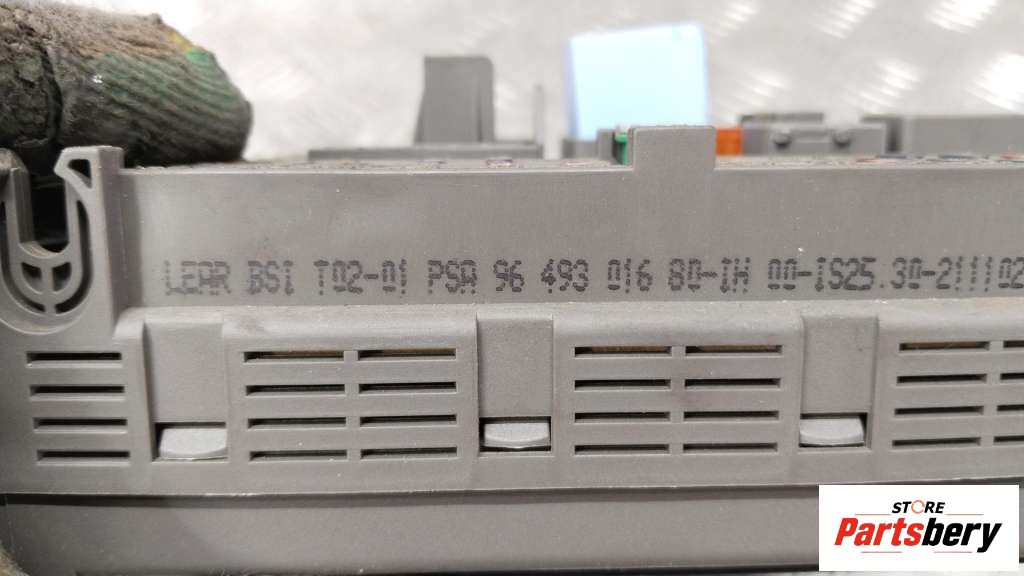 LEAR BSI T02-01 PSA 96 493 016 80-IH 00-IS25.30-211102
STORE
Partsbery